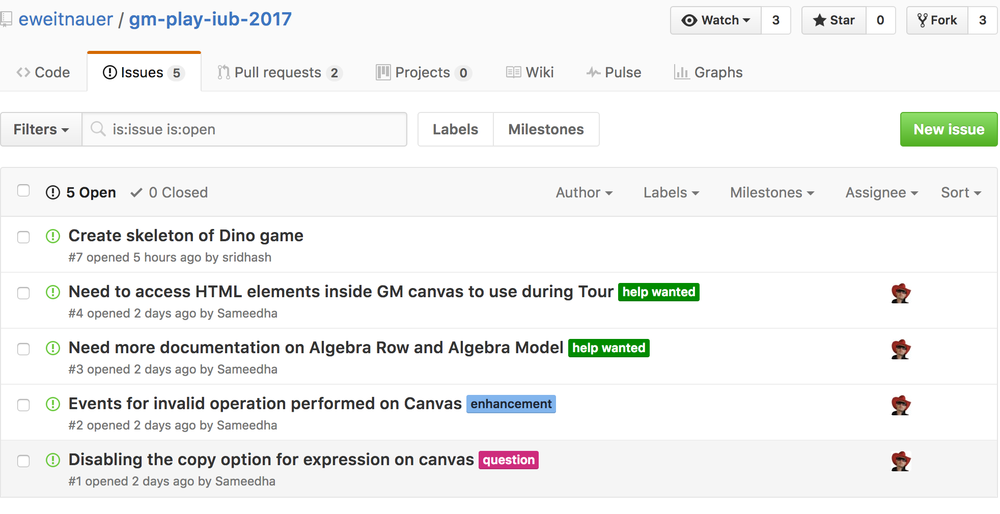 eweitnauer / gm-play-iub-2017 Watch 3 Star 0 Fork 3
Code Issues 5 Pull requests 2 Projects 0 Wiki Pulse Graphs
Filters is:issue is:open Labels Milestones New issue
5 Open 0 Closed Author Labels Milestones Assignee Sort
Create skeleton of Dino game
#7 opened 5 hours ago by sridhash
Need to access HTML elements inside GM canvas to use during Tour help wanted
#4 opened 2 days ago by Sameedha
Need more documentation on Algebra Row and Algebra Model help wanted
#3 opened 2 days ago by Sameedha
Events for invalid operation performed on Canvas enhancement
#2 opened 2 days ago by Sameedha
Disabling the copy option for expression on canvas question
#1 opened 2 days ago by Sameedha